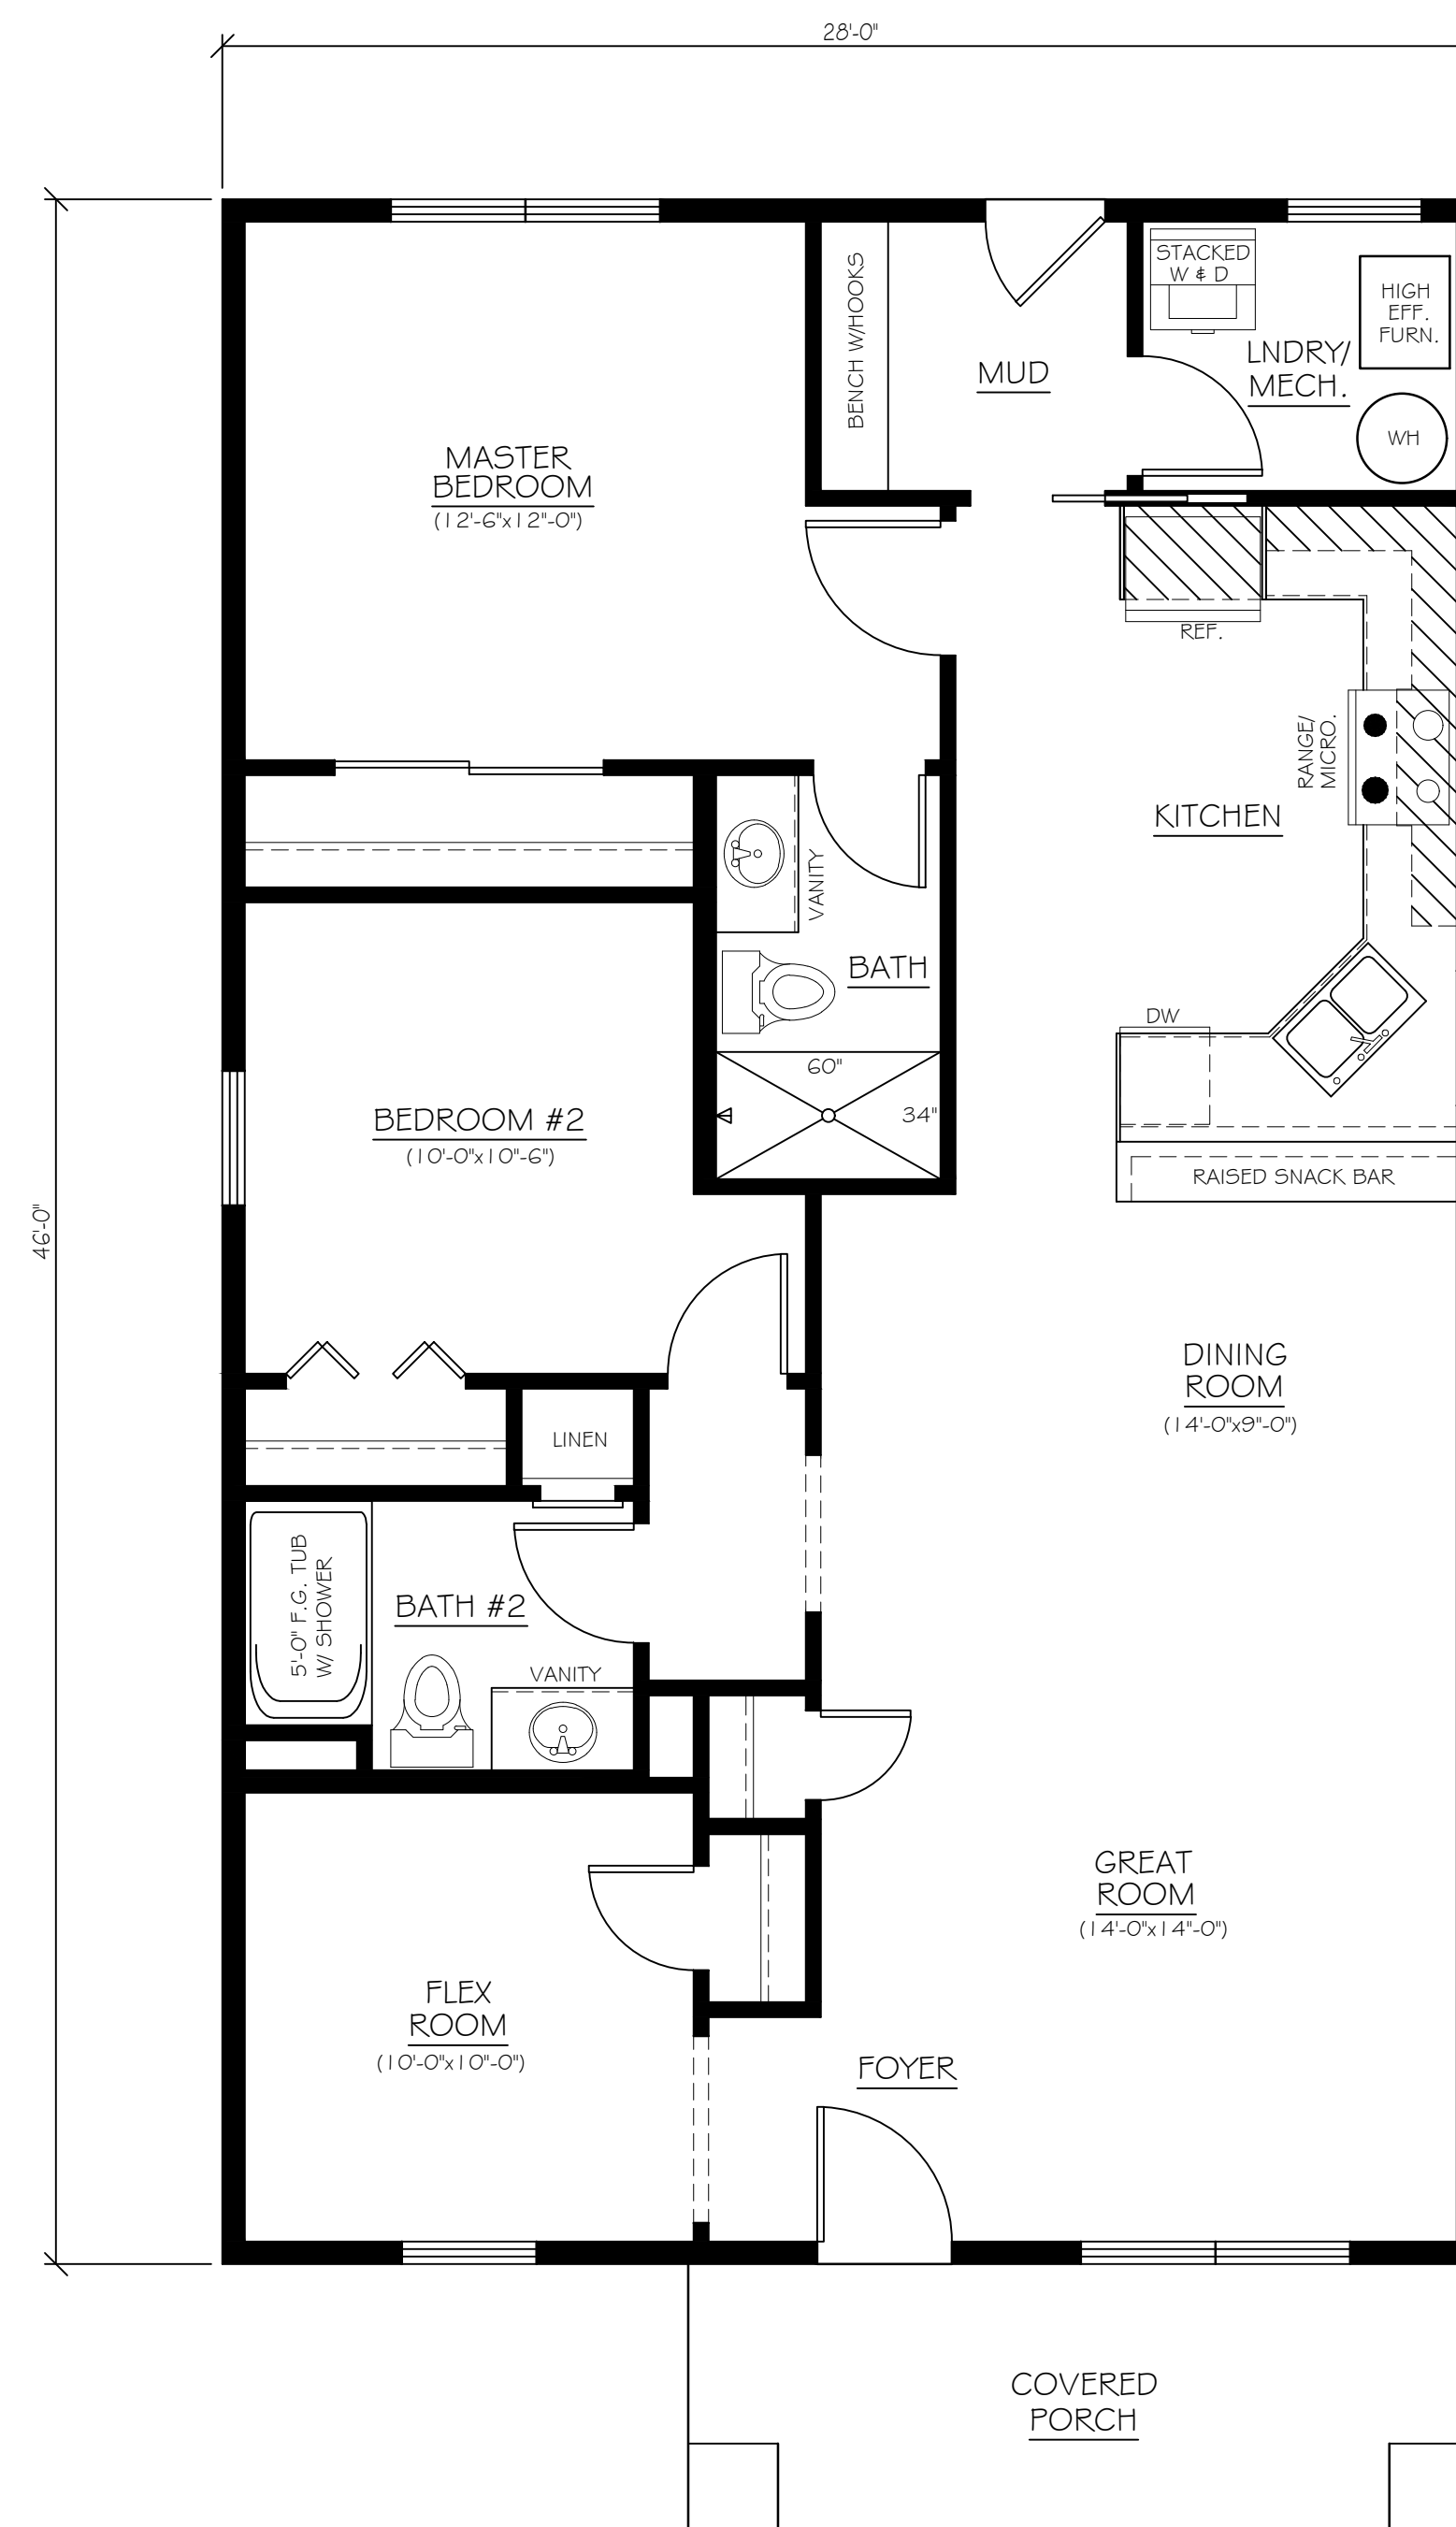 28'-0"
STACKED
W & D
HIGH
EFF.
FURN.
BENCH W/HOOKS
MUD
LNDRY/
MECH.
WH
MASTER
BEDROOM
(12'-6"x12"-0")
REF.
RANGE/
MICRO.
KITCHEN
VANITY
BATH
DW
60"
34"
BEDROOM #2
(10'-0"x10"-6")
RAISED SNACK BAR
46'-0"
DINING
ROOM
(14'-0"x9"-0")
LINEN
5'-0" F.G. TUB
W/ SHOWER
BATH #2
VANITY
GREAT
ROOM
(14'-0"x14"-0")
FLEX
ROOM
(10'-0"x10"-0")
FOYER
COVERED
PORCH